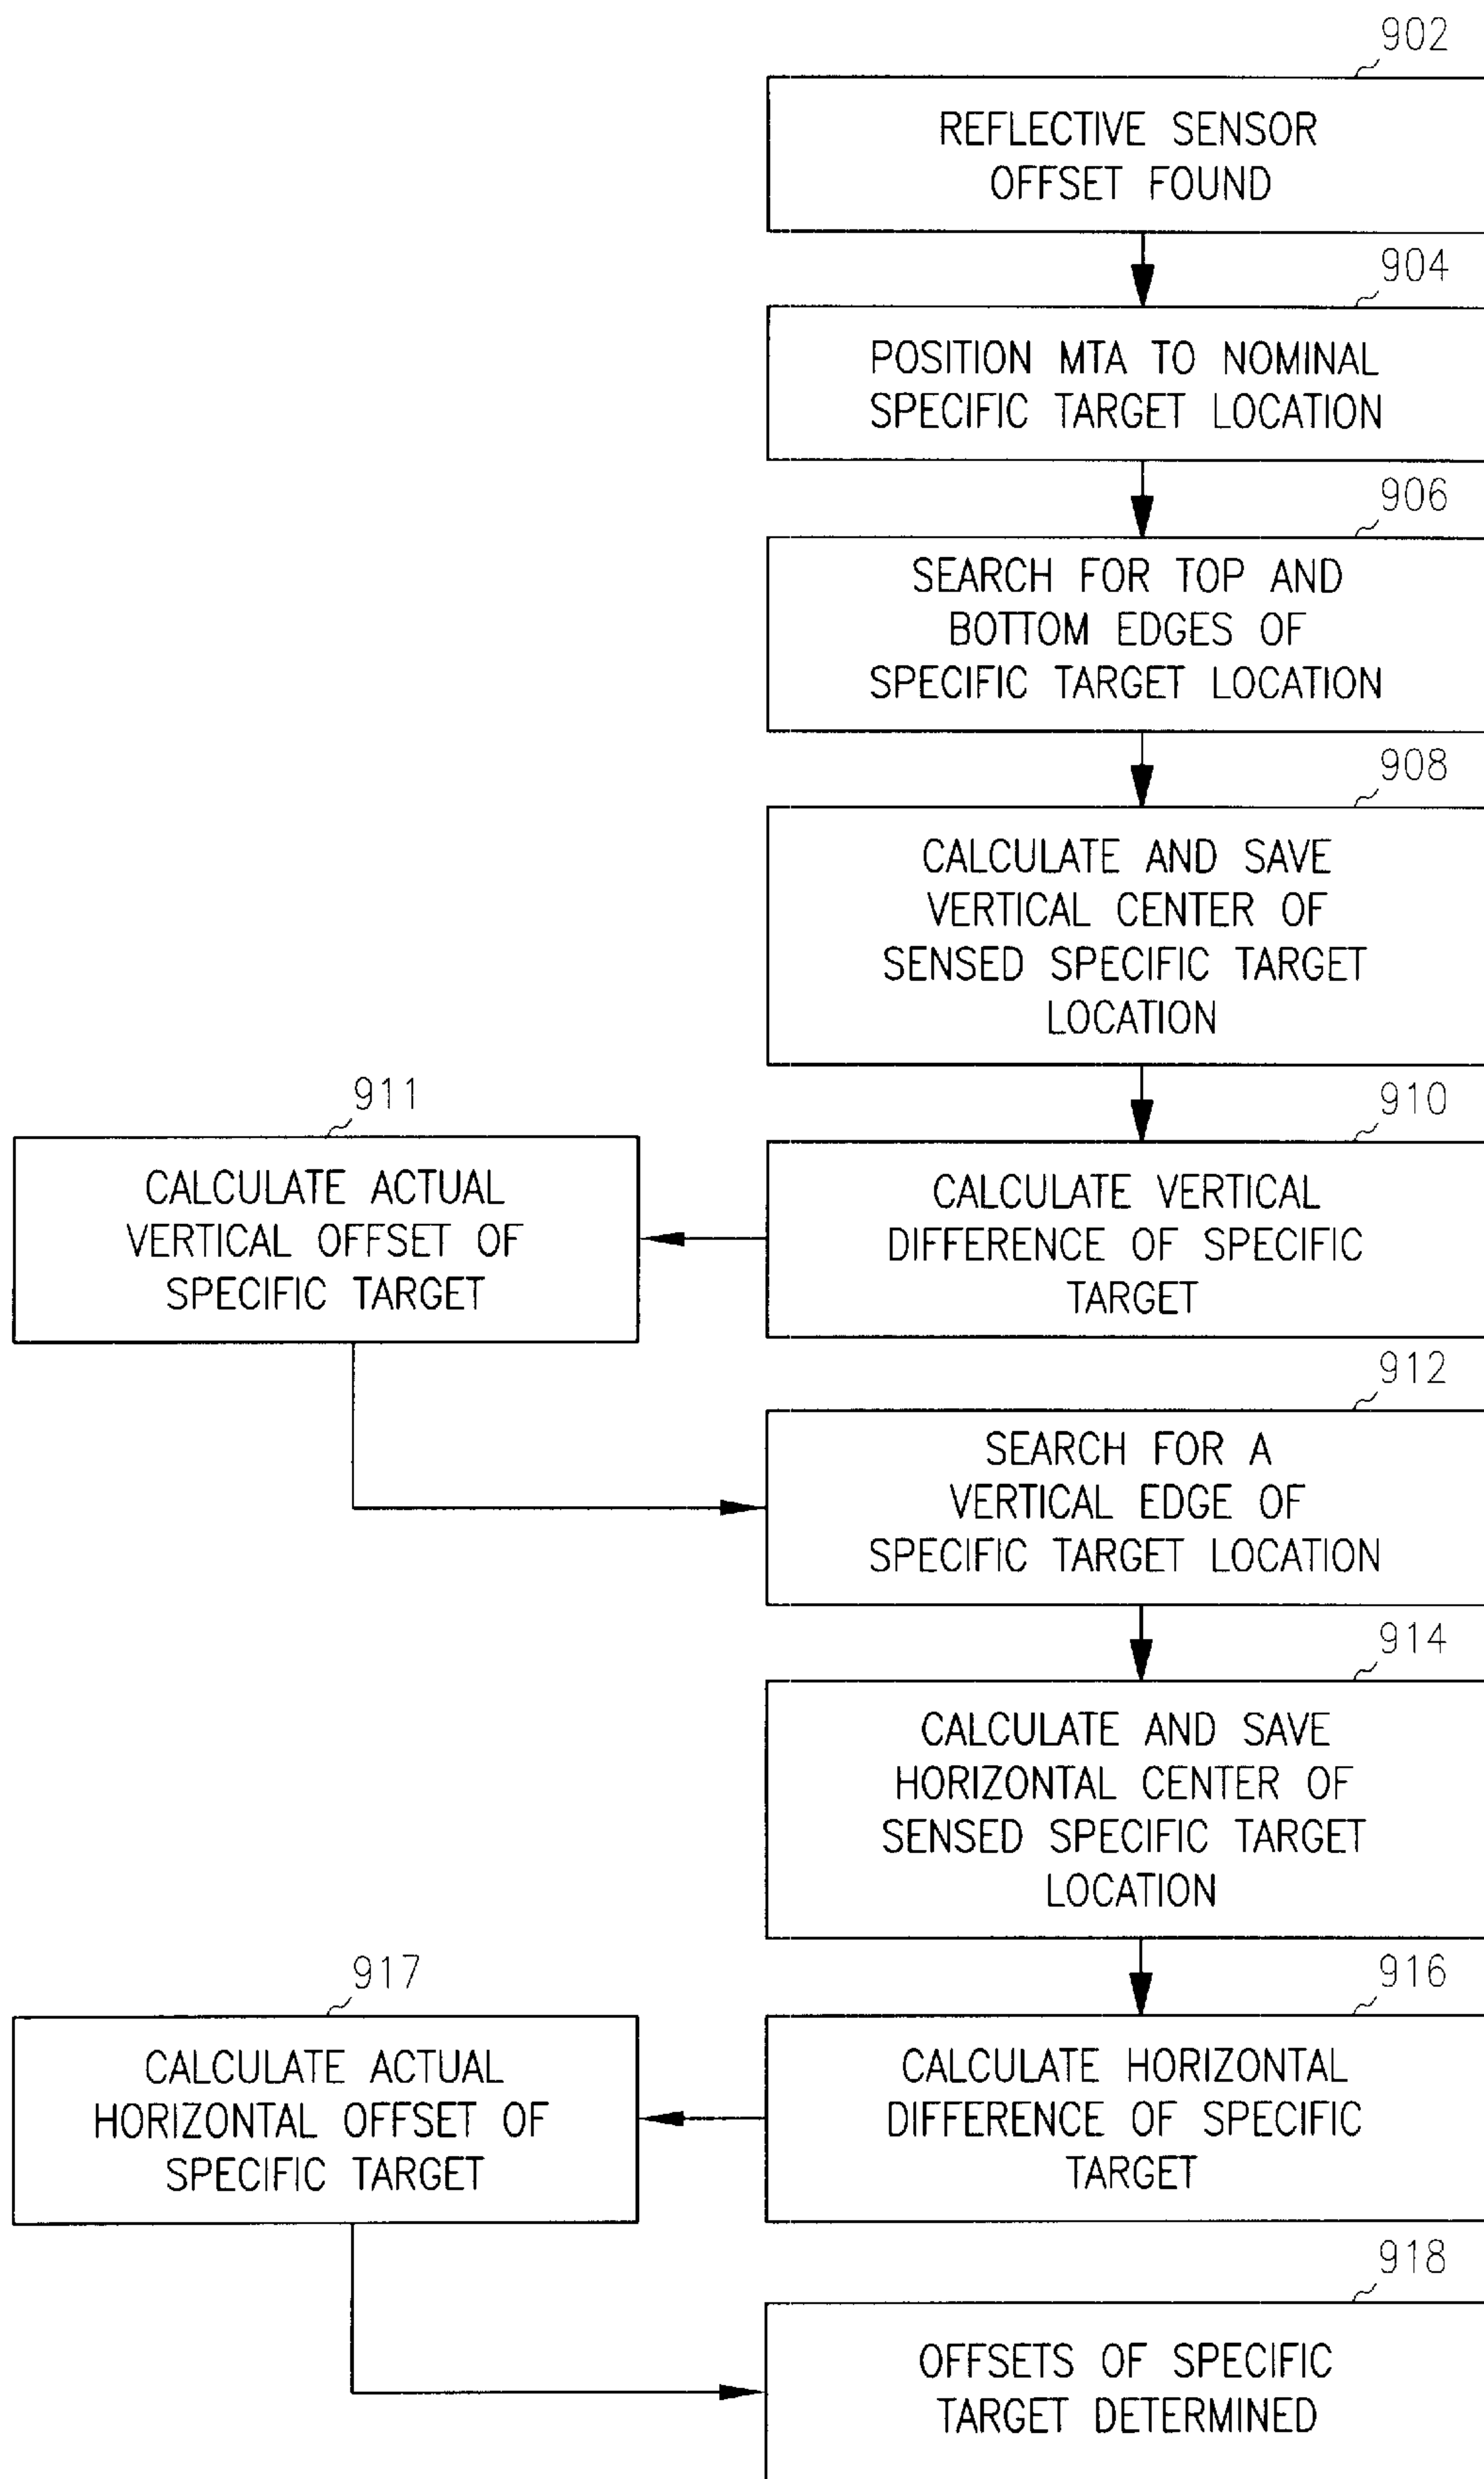 902
REFLECTIVE SENSOR
OFFSET FOUND
904
POSITION MTA TO NOMINAL
SPECIFIC TARGET LOCATION
906
SEARCH FOR TOP AND
BOTTOM EDGES OF
SPECIFIC TARGET LOCATION
908
CALCULATE AND SAVE
VERTICAL CENTER OF
SENSED SPECIFIC TARGET
LOCATION
910
CALCULATE VERTICAL
DIFFERENCE OF SPECIFIC
TARGET
911
CALCULATE ACTUAL
VERTICAL OFFSET OF
SPECIFIC TARGET
912
SEARCH FOR A
VERTICAL EDGE OF
SPECIFIC TARGET LOCATION
914
CALCULATE AND SAVE
HORIZONTAL CENTER OF
SENSED SPECIFIC TARGET
LOCATION
916
CALCULATE HORIZONTAL
DIFFERENCE OF SPECIFIC
TARGET
917
CALCULATE ACTUAL
HORIZONTAL OFFSET OF
SPECIFIC TARGET
918
OFFSETS OF SPECIFIC
TARGET DETERMINED